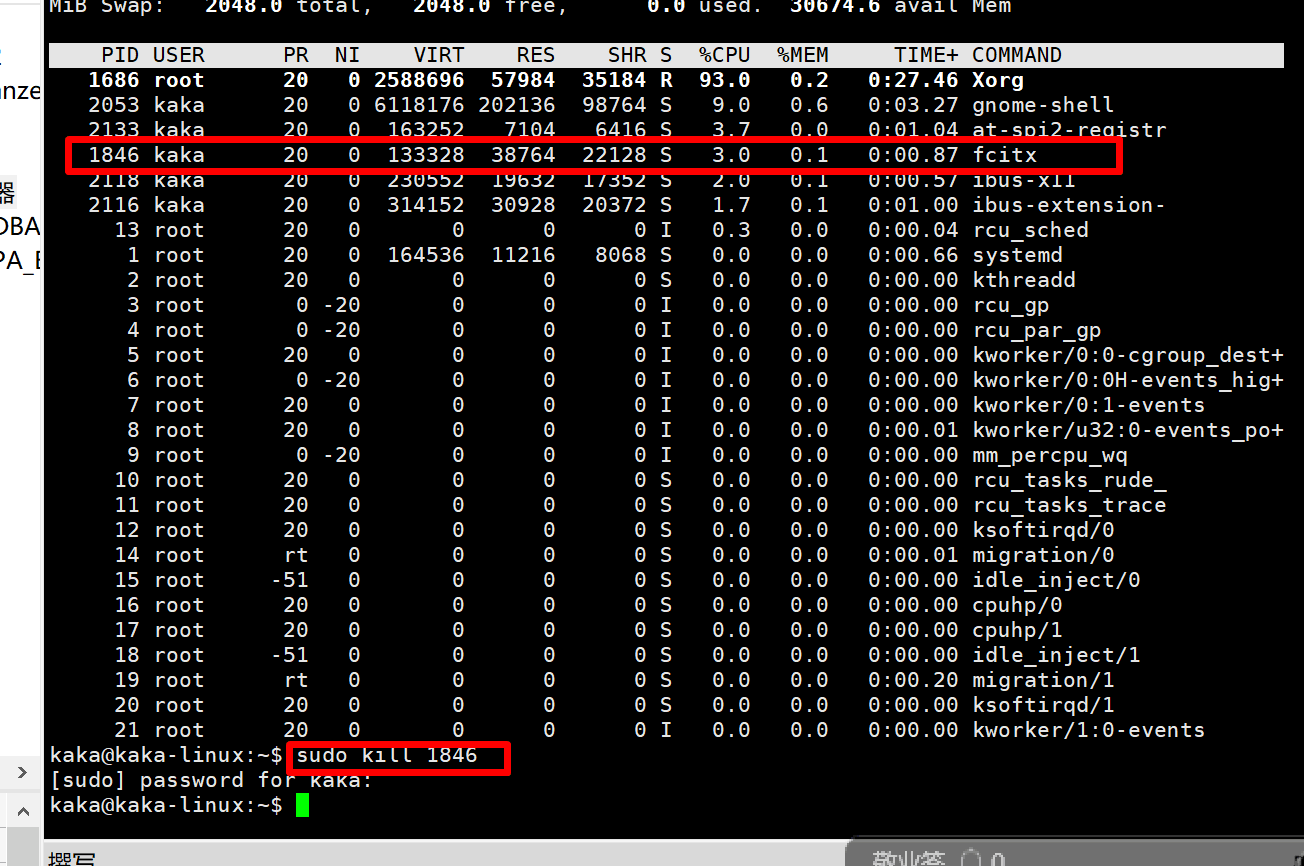 MiB Swap:   2048.0 total,   2048.0 free,      0.0 used.  30674.6 avail Mem
PID USER      PR  NI    VIRT    RES    SHR S  %CPU  %MEM     TIME+ COMMAND
1686 root      20   0 2588696  57984  35184 R  93.0   0.2   0:27.46 Xorg
2053 kaka      20   0 6118176 202136  98764 S   9.0   0.6   0:03.27 gnome-shell
2133 kaka      20   0  163252   7104   6416 S   3.7   0.0   0:01.04 at-spi2-registr
1846 kaka      20   0  133328  38764  22128 S   3.0   0.1   0:00.87 fcitx
2118 kaka      20   0  230552  19632  17352 S   2.0   0.1   0:00.57 ibus-x11
2116 kaka      20   0  314152  30928  20372 S   1.7   0.1   0:01.00 ibus-extension-
13 root      20   0       0      0      0 I   0.3   0.0   0:00.04 rcu_sched
1 root      20   0  164536  11216   8068 S   0.0   0.0   0:00.66 systemd
2 root      20   0       0      0      0 S   0.0   0.0   0:00.00 kthreadd
3 root       0 -20       0      0      0 I   0.0   0.0   0:00.00 rcu_gp
4 root       0 -20       0      0      0 I   0.0   0.0   0:00.00 rcu_par_gp
5 root      20   0       0      0      0 I   0.0   0.0   0:00.00 kworker/0:0-cgroup_dest+
6 root       0 -20       0      0      0 I   0.0   0.0   0:00.00 kworker/0:0H-events_hig+
7 root      20   0       0      0      0 I   0.0   0.0   0:00.00 kworker/0:1-events
8 root      20   0       0      0      0 I   0.0   0.0   0:00.01 kworker/u32:0-events_po+
9 root       0 -20       0      0      0 I   0.0   0.0   0:00.00 mm_percpu_wq
10 root      20   0       0      0      0 S   0.0   0.0   0:00.00 rcu_tasks_rude_
11 root      20   0       0      0      0 S   0.0   0.0   0:00.00 rcu_tasks_trace
12 root      20   0       0      0      0 S   0.0   0.0   0:00.00 ksoftirqd/0
14 root      rt   0       0      0      0 S   0.0   0.0   0:00.01 migration/0
15 root     -51   0       0      0      0 S   0.0   0.0   0:00.00 idle_inject/0
16 root      20   0       0      0      0 S   0.0   0.0   0:00.00 cpuhp/0
17 root      20   0       0      0      0 S   0.0   0.0   0:00.00 cpuhp/1
18 root     -51   0       0      0      0 S   0.0   0.0   0:00.00 idle_inject/1
19 root      rt   0       0      0      0 S   0.0   0.0   0:00.20 migration/1
20 root      20   0       0      0      0 S   0.0   0.0   0:00.00 ksoftirqd/1
21 root      20   0       0      0      0 I   0.0   0.0   0:00.00 kworker/1:0-events
kaka@kaka-linux:~$ sudo kill 1846
[sudo] password for kaka:
kaka@kaka-linux:~$
nze
器
DBA
PA_E
撰写
敬业签